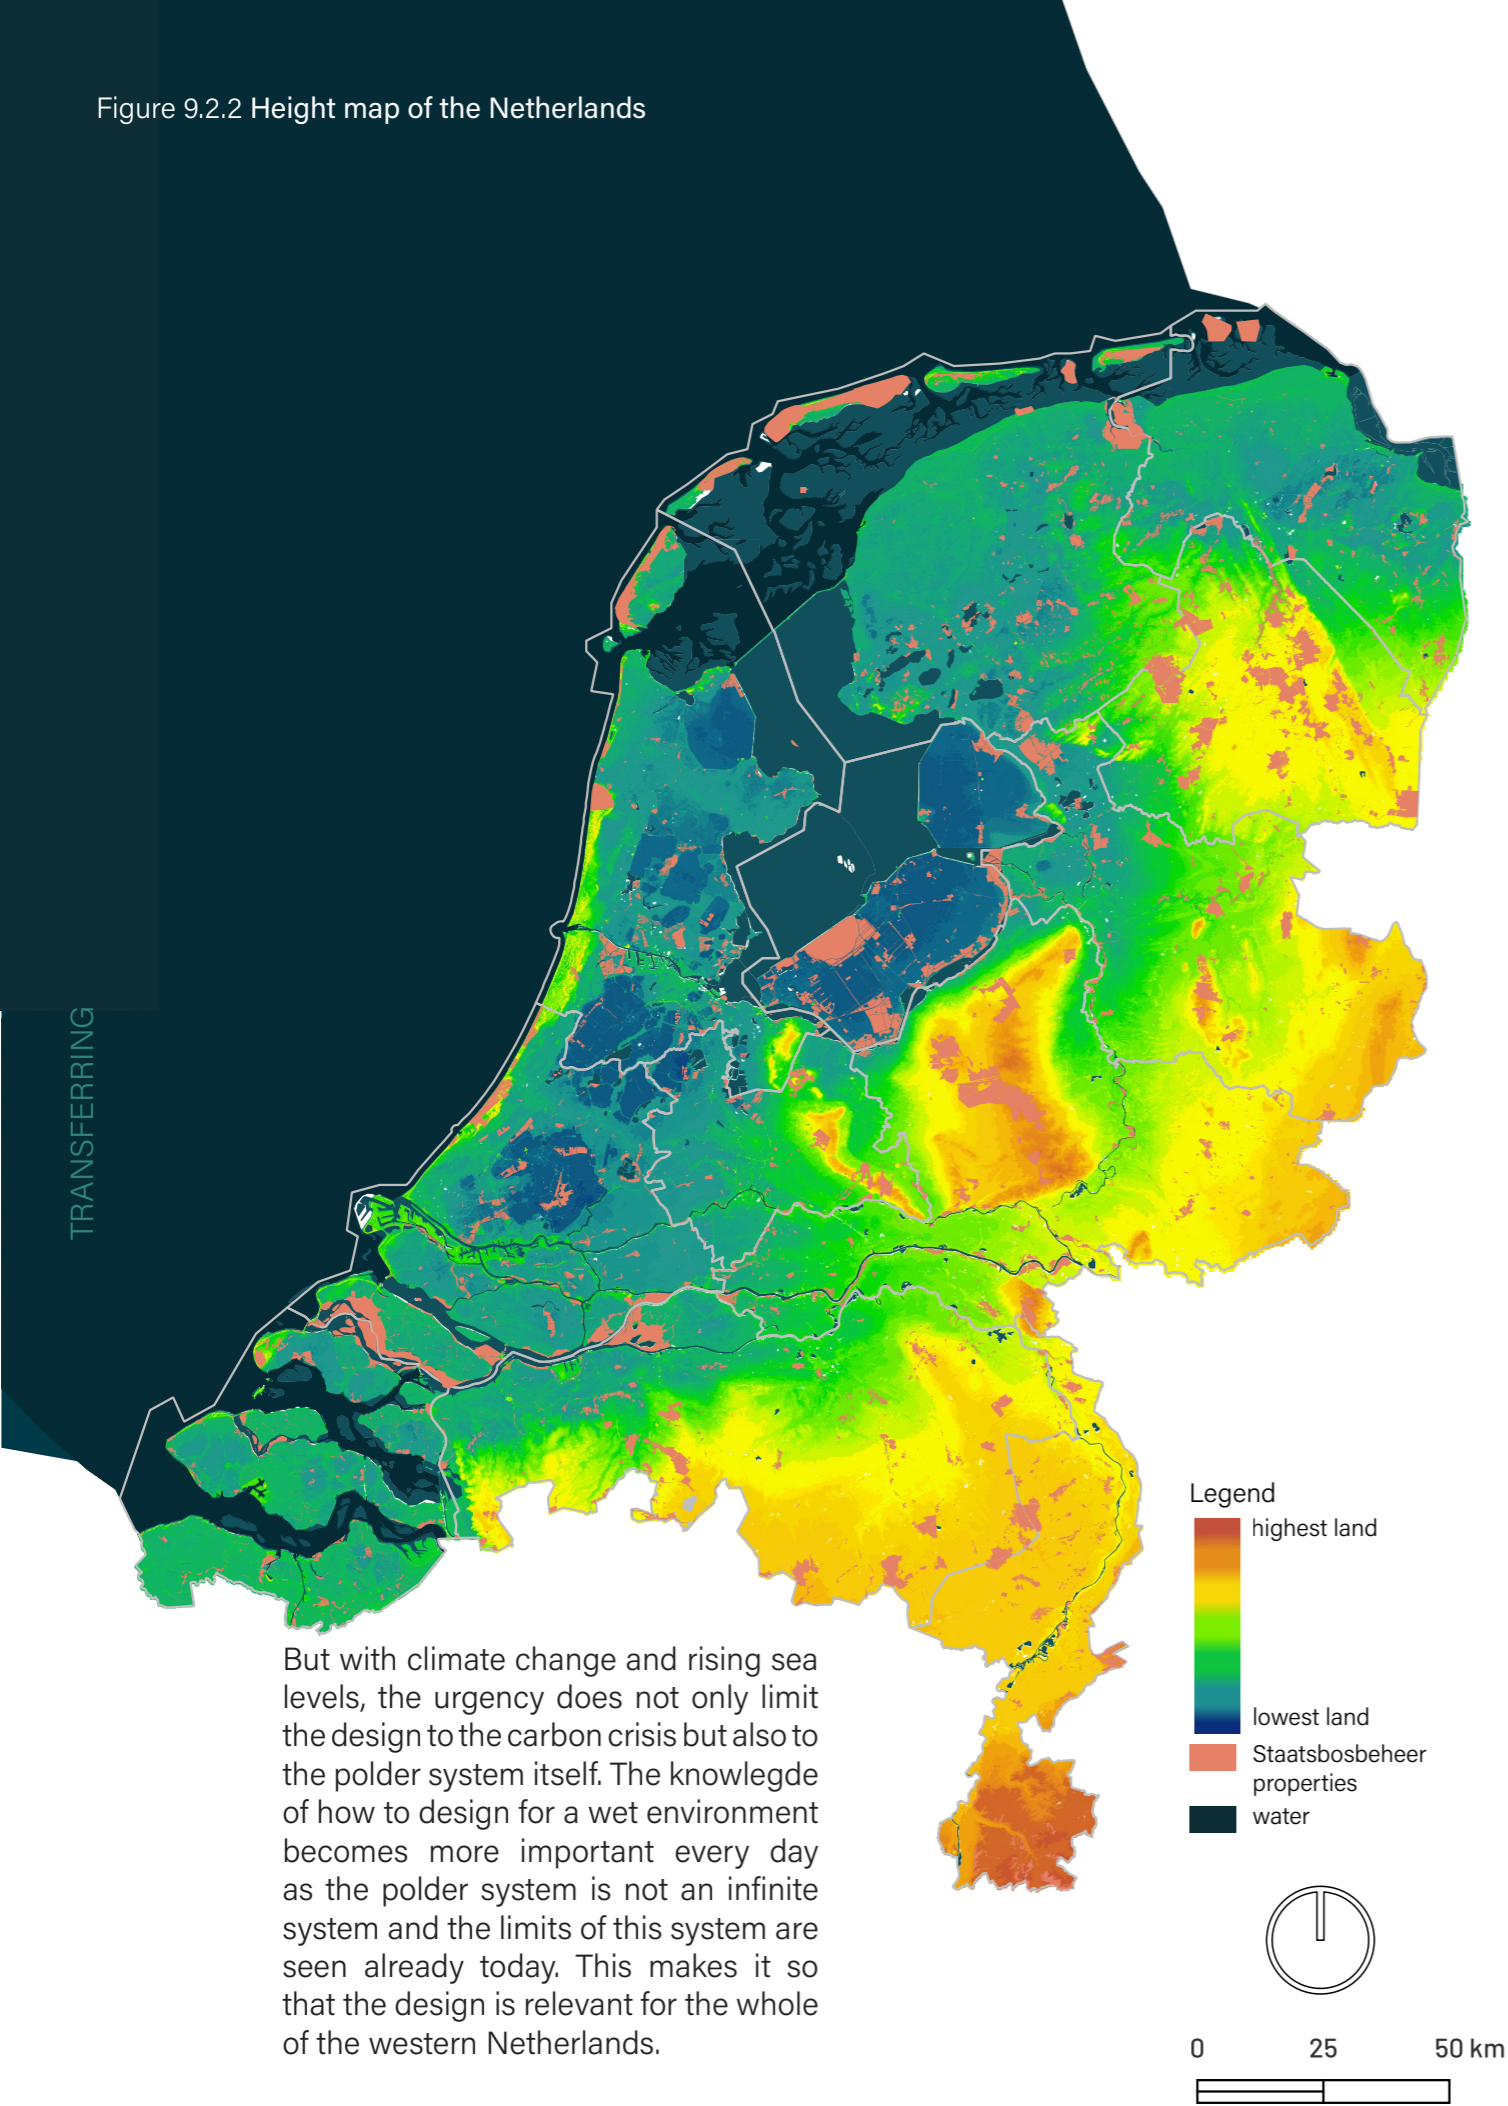 Figure 9.2.2 Height map of the Netherlands
TRANSFERRING
Legend
highest land
lowest land
Staatsbosbeheer
properties
water
But with climate change and rising sea
levels, the urgency does not only limit
the design to the carbon crisis but also to
the polder system itself. The knowlegde
of how to design for a wet environment
becomes more important every day
as the polder system is not an infinite
system and the limits of this system are
seen already today. This makes it so
that the design is relevant for the whole
of the western Netherlands.
0 25 50 km